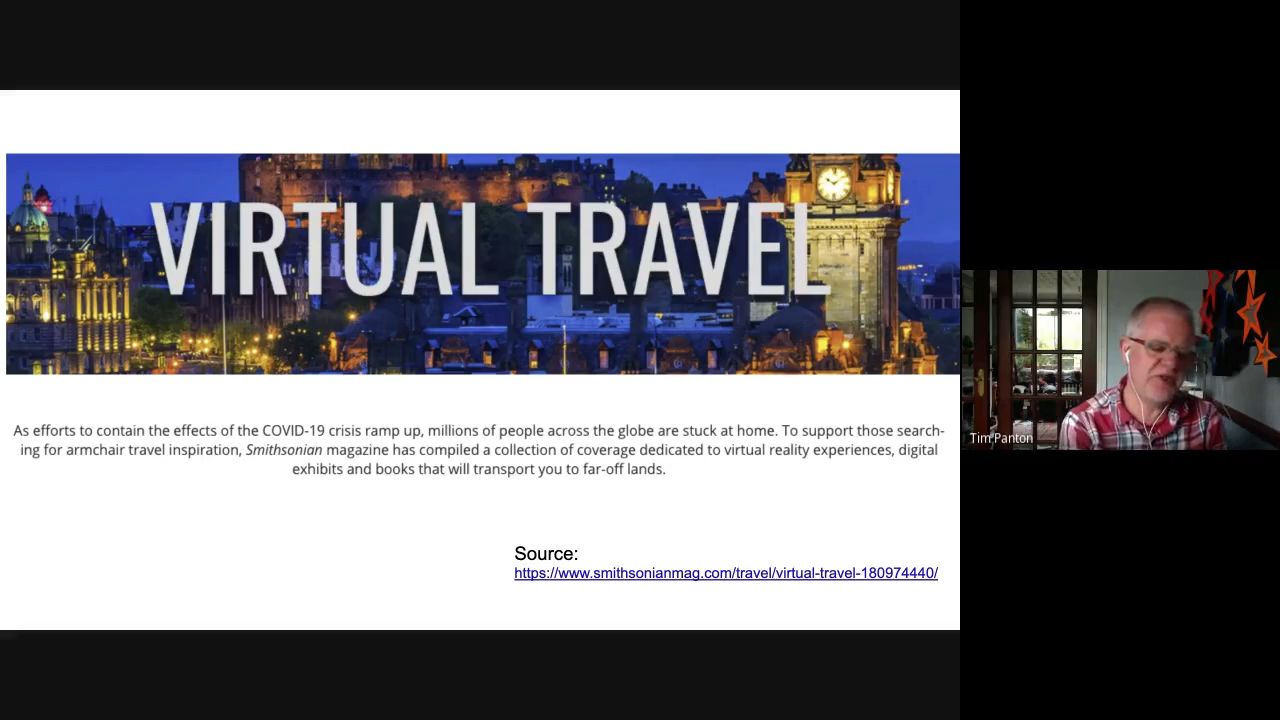 VIRTUAL TRAVEL
As efforts to contain the effects of the COVID-19 crisis ramp up, millions of people across the globe are stuck at home. To support those search-
ing for armchair travel inspiration, Smithsonian magazine has compiled a collection of coverage dedicated to virtual reality experiences, digital
exhibits and books that will transport you to far-off lands.
Source:
https://www.smithsonianmag.com/travel/virtual-travel-180974440/
Tim Panton